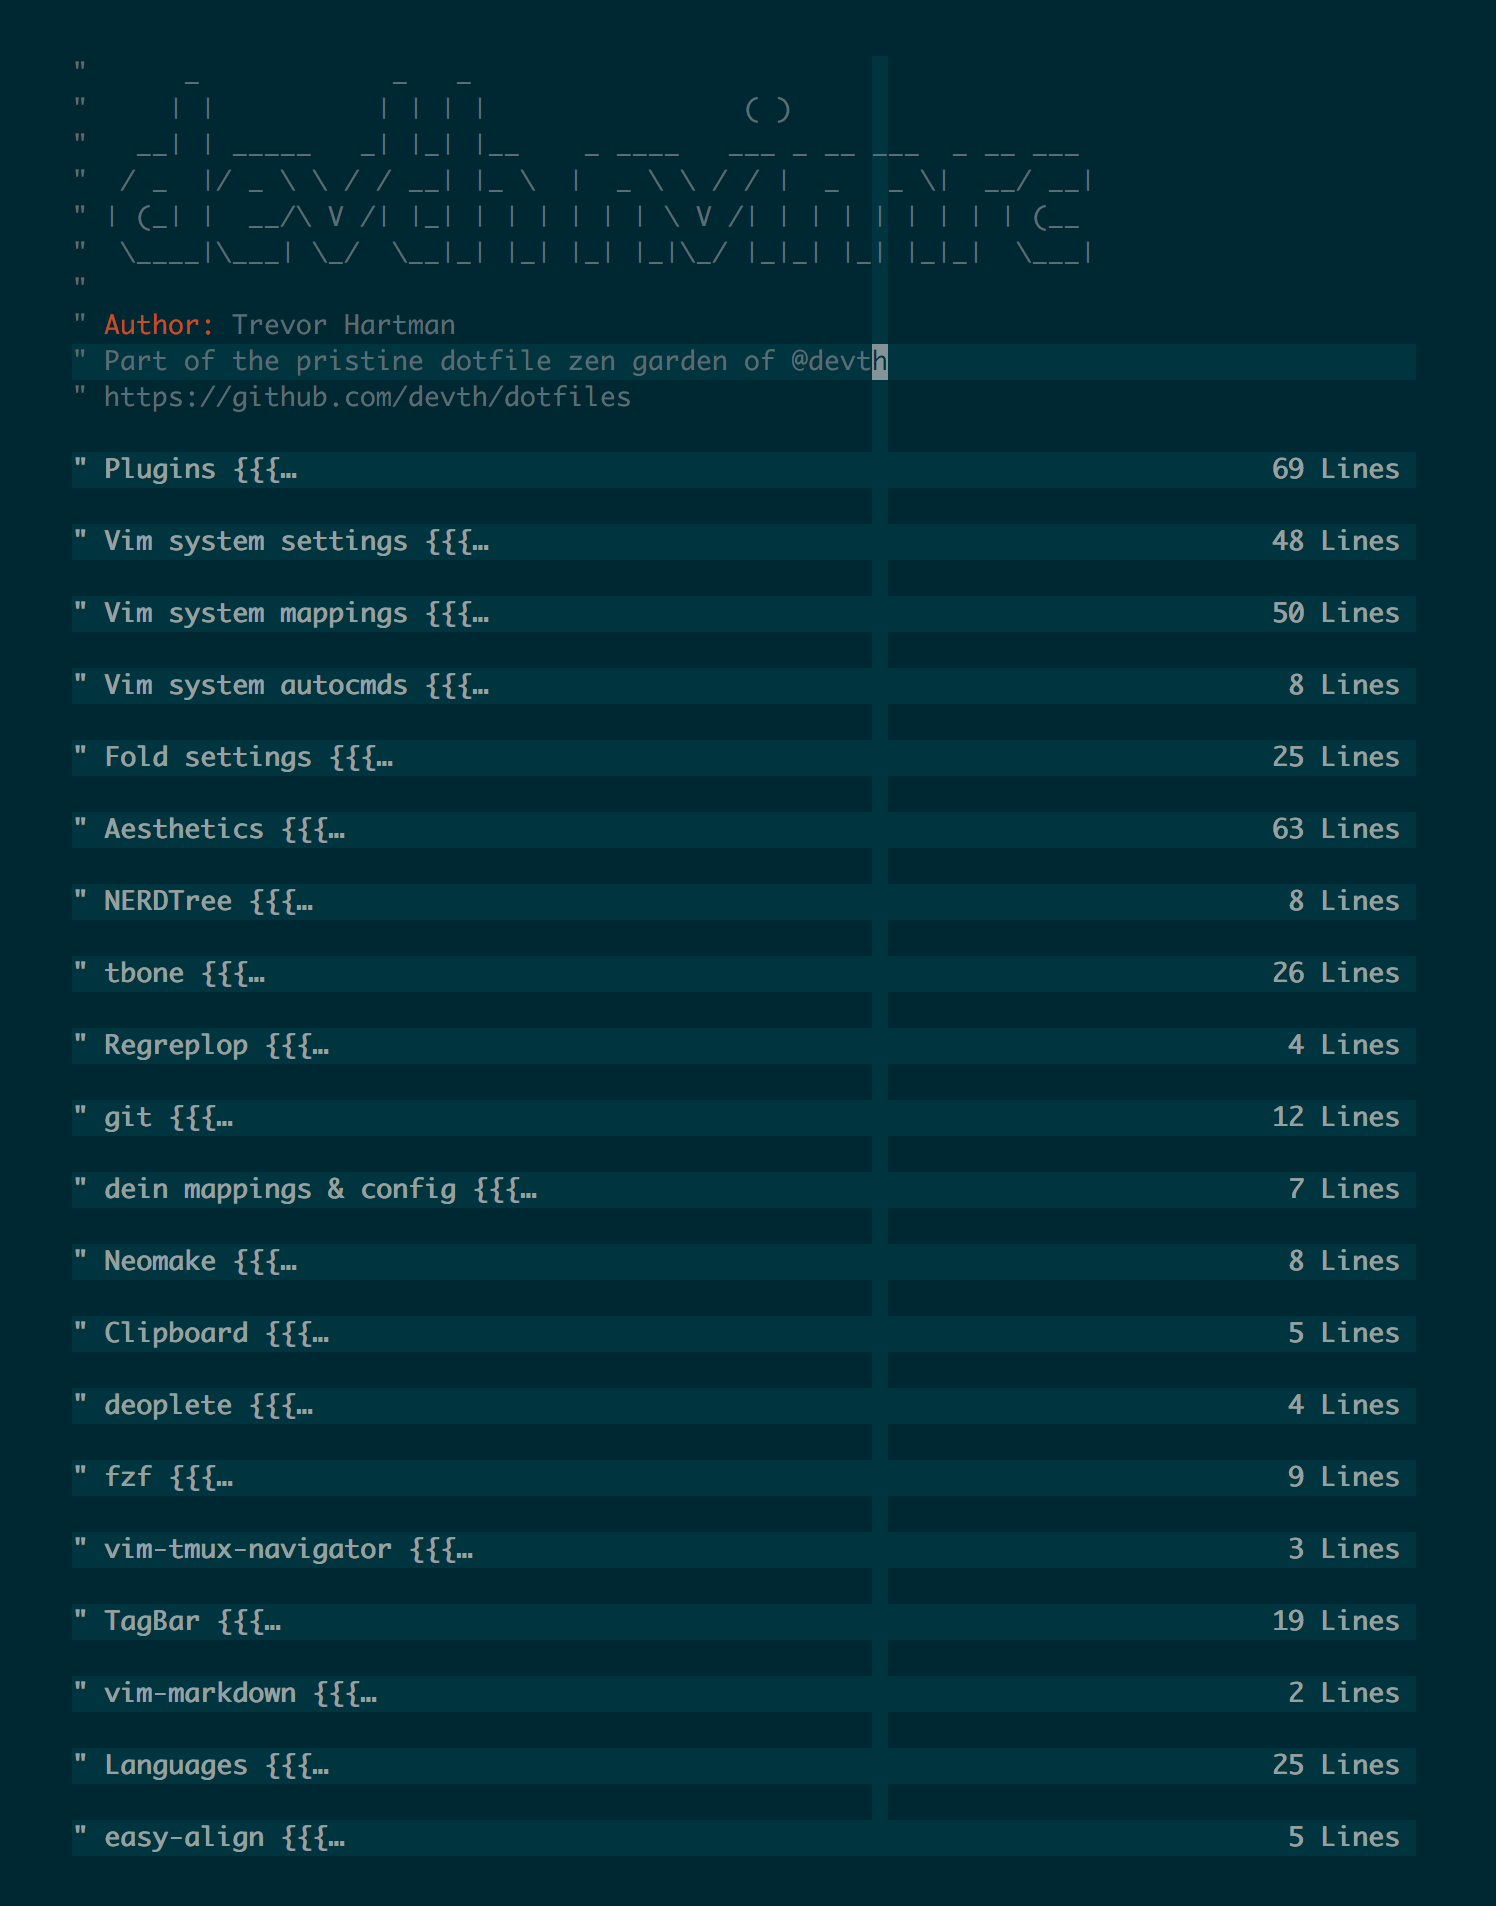 "      _            _   _
"     | |          | | | |                ( )
"   __| | _____   _| |_| |__    _ ____   ___ _ __ ___  _ __ ___
"  / _  |/ _ \ \ / / __| |_ \  |  _ \ \ / / |  _   _ \|  __/ __|
" | (_| |  __/\ V /| |_| | | | | | | \ V /| | | | | | | | | (__
"  \____|\___| \_/  \__|_| |_| |_| |_|\_/ |_|_| |_| |_|_|  \___|
"
" Author: Trevor Hartman
" Part of the pristine dotfile zen garden of @devth
" https://github.com/devth/dotfiles
" Plugins {{{… 69 Lines
" Vim system settings {{{… 48 Lines
" Vim system mappings {{{… 50 Lines
" Vim system autocmds {{{… 8 Lines
" Fold settings {{{… 25 Lines
" Aesthetics {{{… 63 Lines
" NERDTree {{{… 8 Lines
" tbone {{{… 26 Lines
" Regreplop {{{… 4 Lines
" git {{{… 12 Lines
" dein mappings & config {{{… 7 Lines
" Neomake {{{… 8 Lines
" Clipboard {{{… 5 Lines
" deoplete {{{… 4 Lines
" fzf {{{… 9 Lines
" vim-tmux-navigator {{{… 3 Lines
" TagBar {{{… 19 Lines
" vim-markdown {{{… 2 Lines
" Languages {{{… 25 Lines
" easy-align {{{… 5 Lines